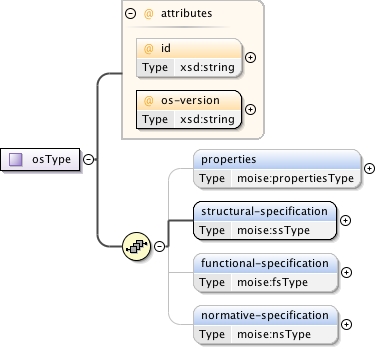 attributes
id
Type xsd:string
os-version
Type xsd:string
osType
properties
Type moise:propertiesType
structural-specification
Type moise:ssType
functional-specification
Type moise:fsType
normative-specification
Type moise:nsType